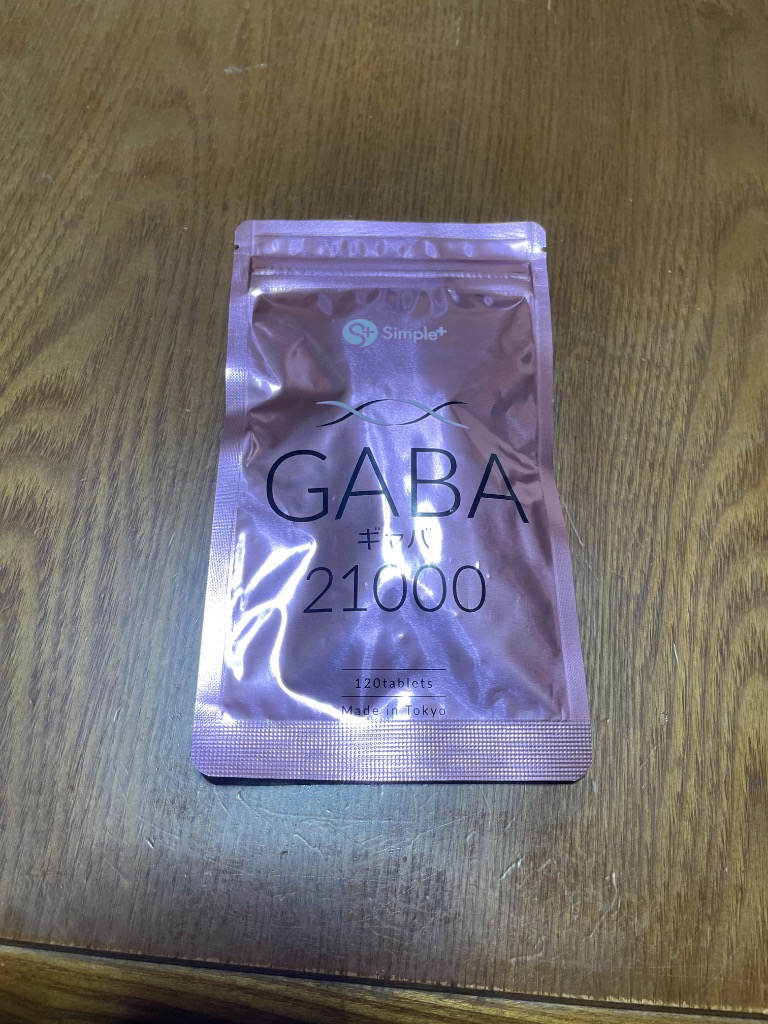 S+ Simple+
GABA
ギャバ
21000
120tablets
Made in Tokyo